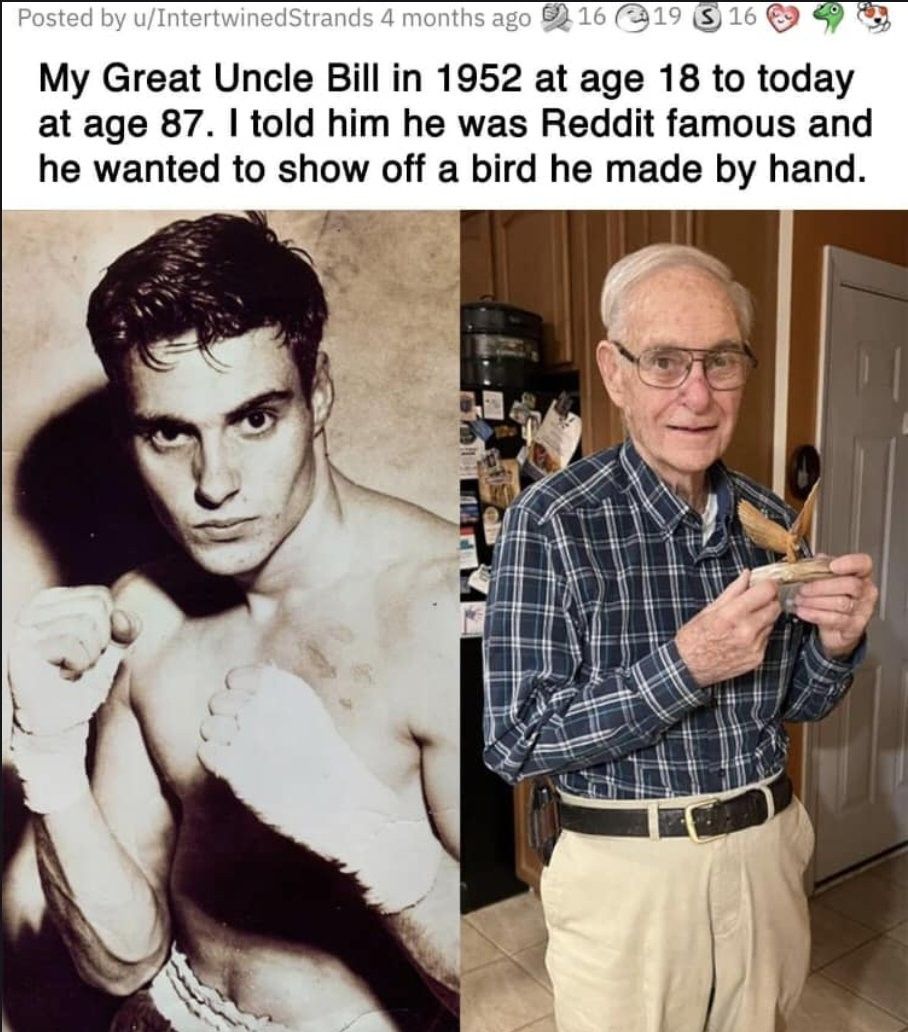 Posted by u/IntertwinedStrands 4 months ago 16 19 S 16
My Great Uncle Bill in 1952 at age 18 to today
at age 87. I told him he was Reddit famous and
he wanted to show off a bird he made by hand.